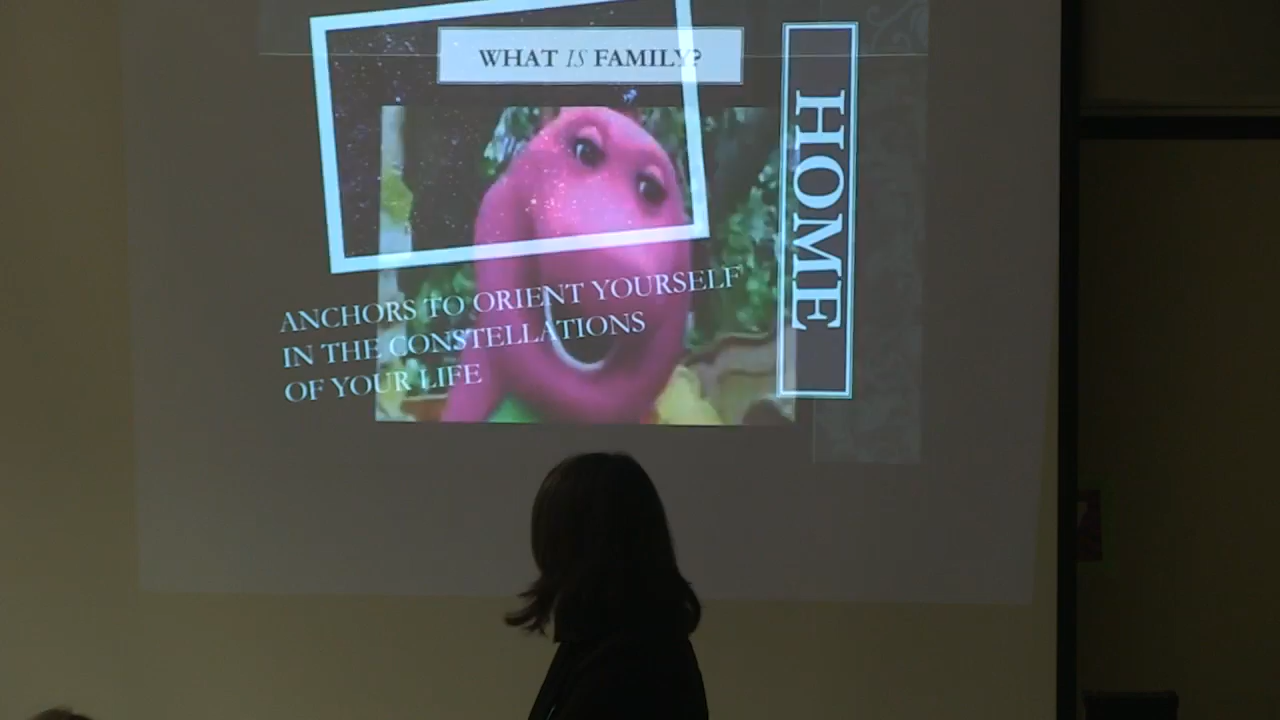 WHAT IS FAMILY?
HOME
ANCHORS TO ORIENT YOURSELF
IN THE CONSTELLATIONS
OF YOUR LIFE